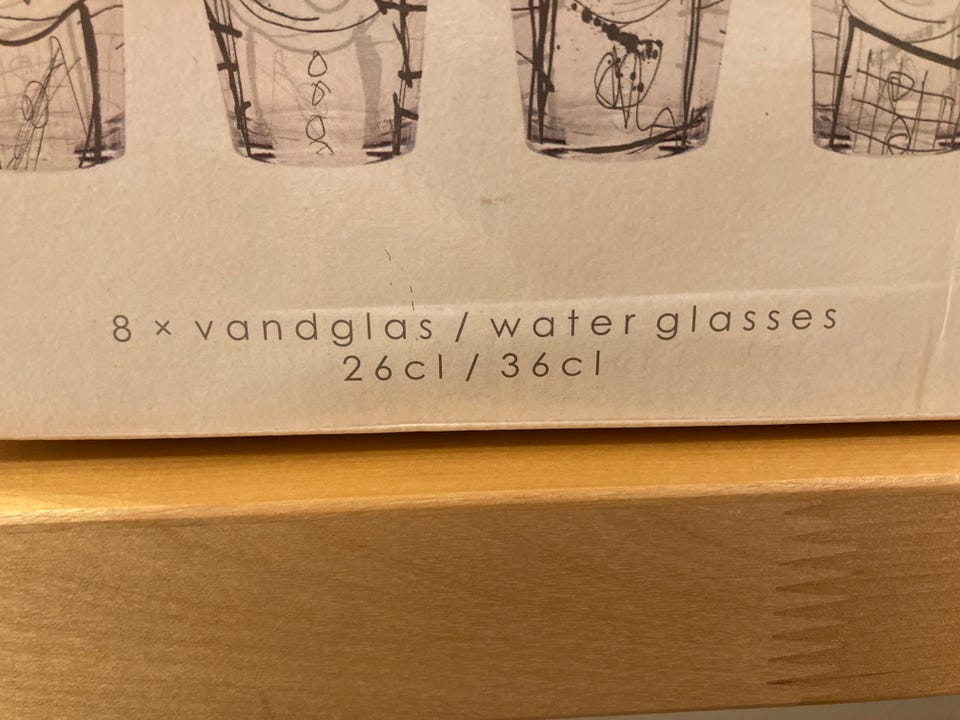 8 × vandglas / water glasses
26cl / 36cl